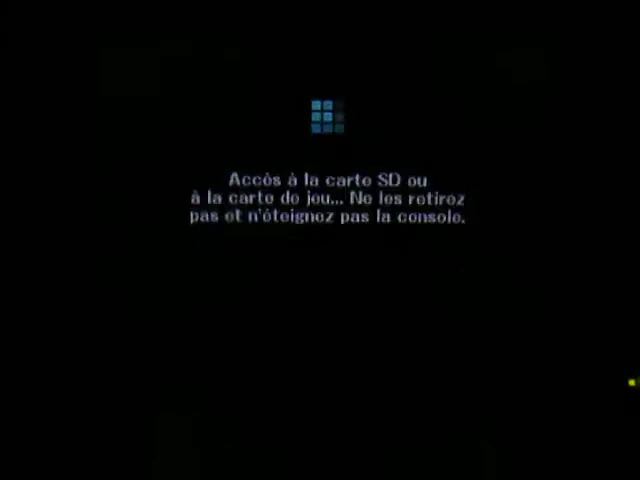 Accès à la carte SD ou
à la carte de jeu... Ne les retirez
pas et n'éteignez pas la console.